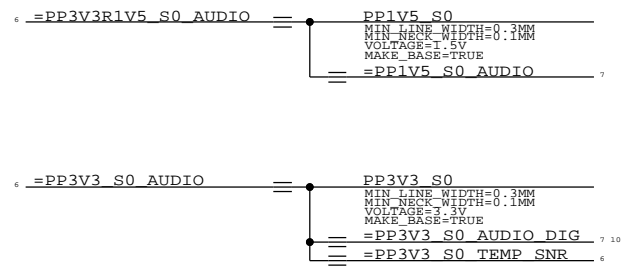 6 =PP3V3R1V5_S0_AUDIO PP1V5_S0
MIN_LINE_WIDTH=0.3MM
MIN_NECK_WIDTH=0.1MM
VOLTAGE=1.5V
MAKE_BASE=TRUE
=PP1V5_S0_AUDIO 7
6 =PP3V3_S0_AUDIO PP3V3_S0
MIN_LINE_WIDTH=0.3MM
MIN_NECK_WIDTH=0.1MM
VOLTAGE=3.3V
MAKE_BASE=TRUE
=PP3V3_S0_AUDIO_DIG 7 10
=PP3V3_S0_TEMP_SNR 6